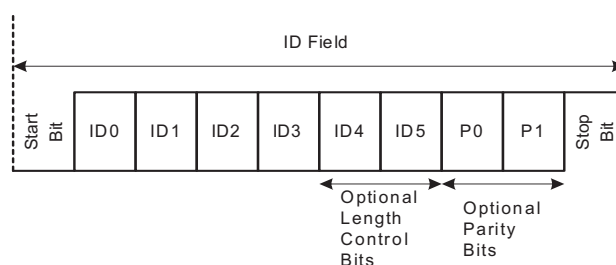 ID Field
Start Bit
ID0
ID1
ID2
ID3
ID4
ID5
P0
P1
Stop Bit
Optional
Length
Control
Bits
Optional
Parity
Bits